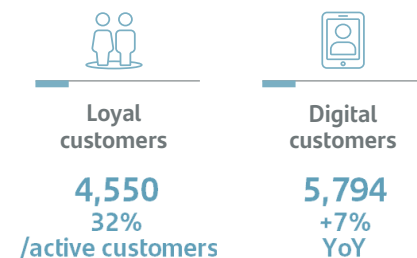 Loyal
customers
4,550
32%
/active customers
Digital
customers
5,794
+7%
YoY